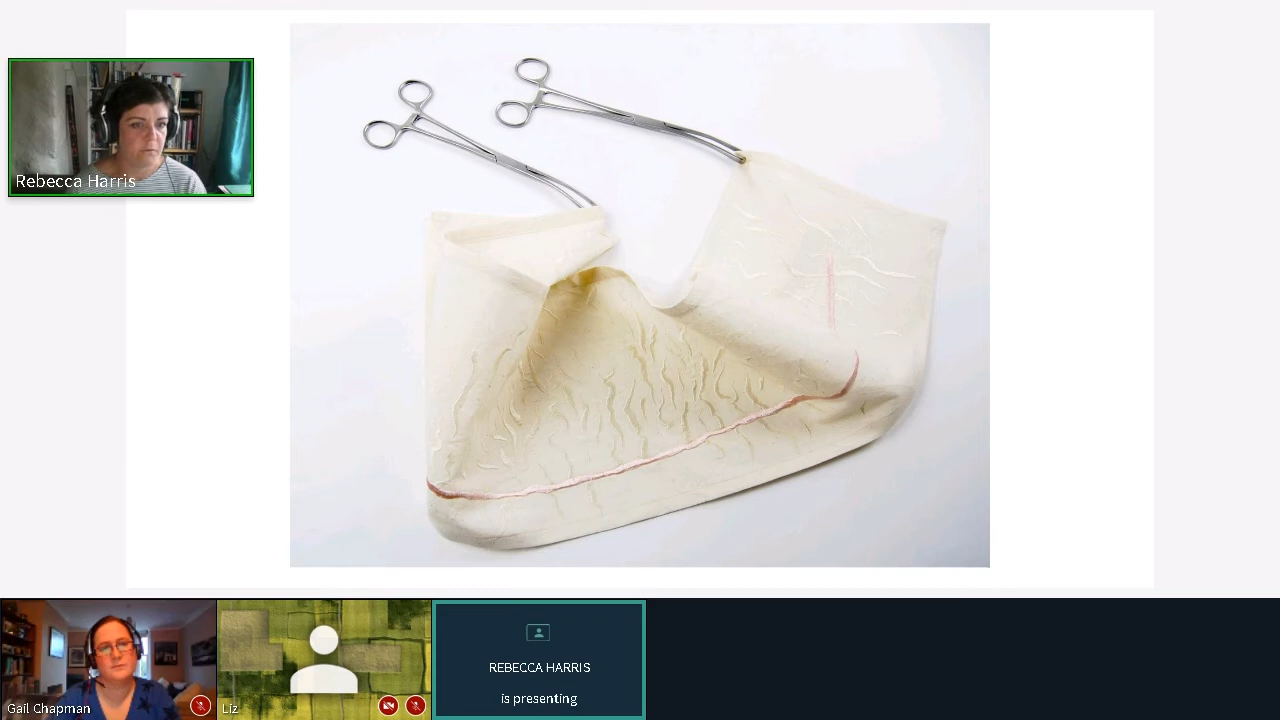 Rebecca Harris
Gail Chapman
Liz
REBECCA HARRIS
is presenting